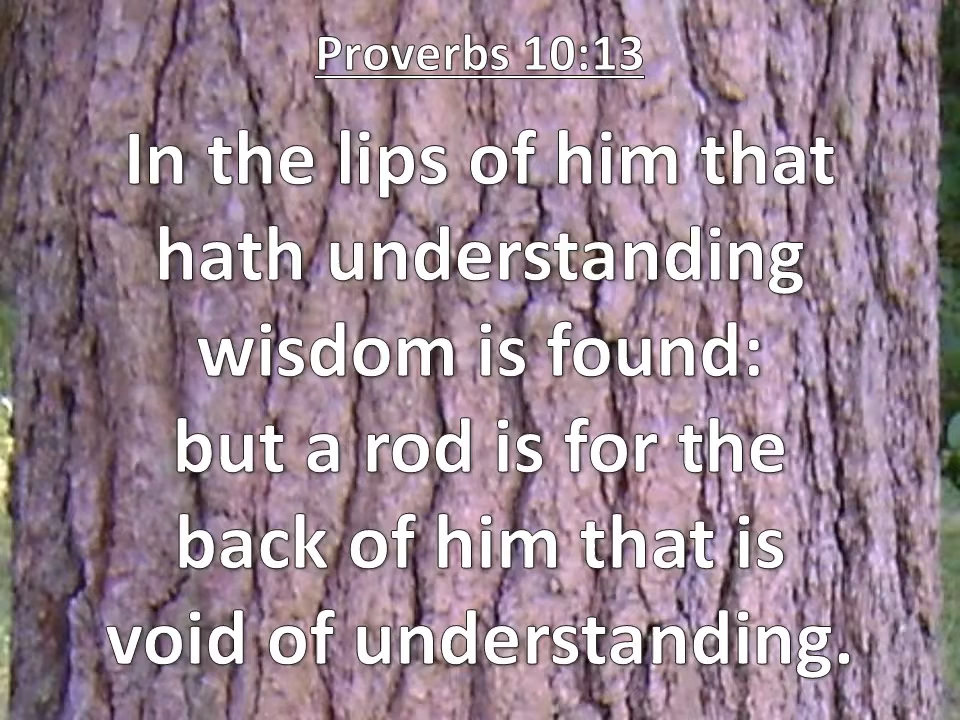 Proverbs 10:13
In the lips of him that
hath understanding
wisdom is found:
but a rod is for the
back of him that is
void of understanding.